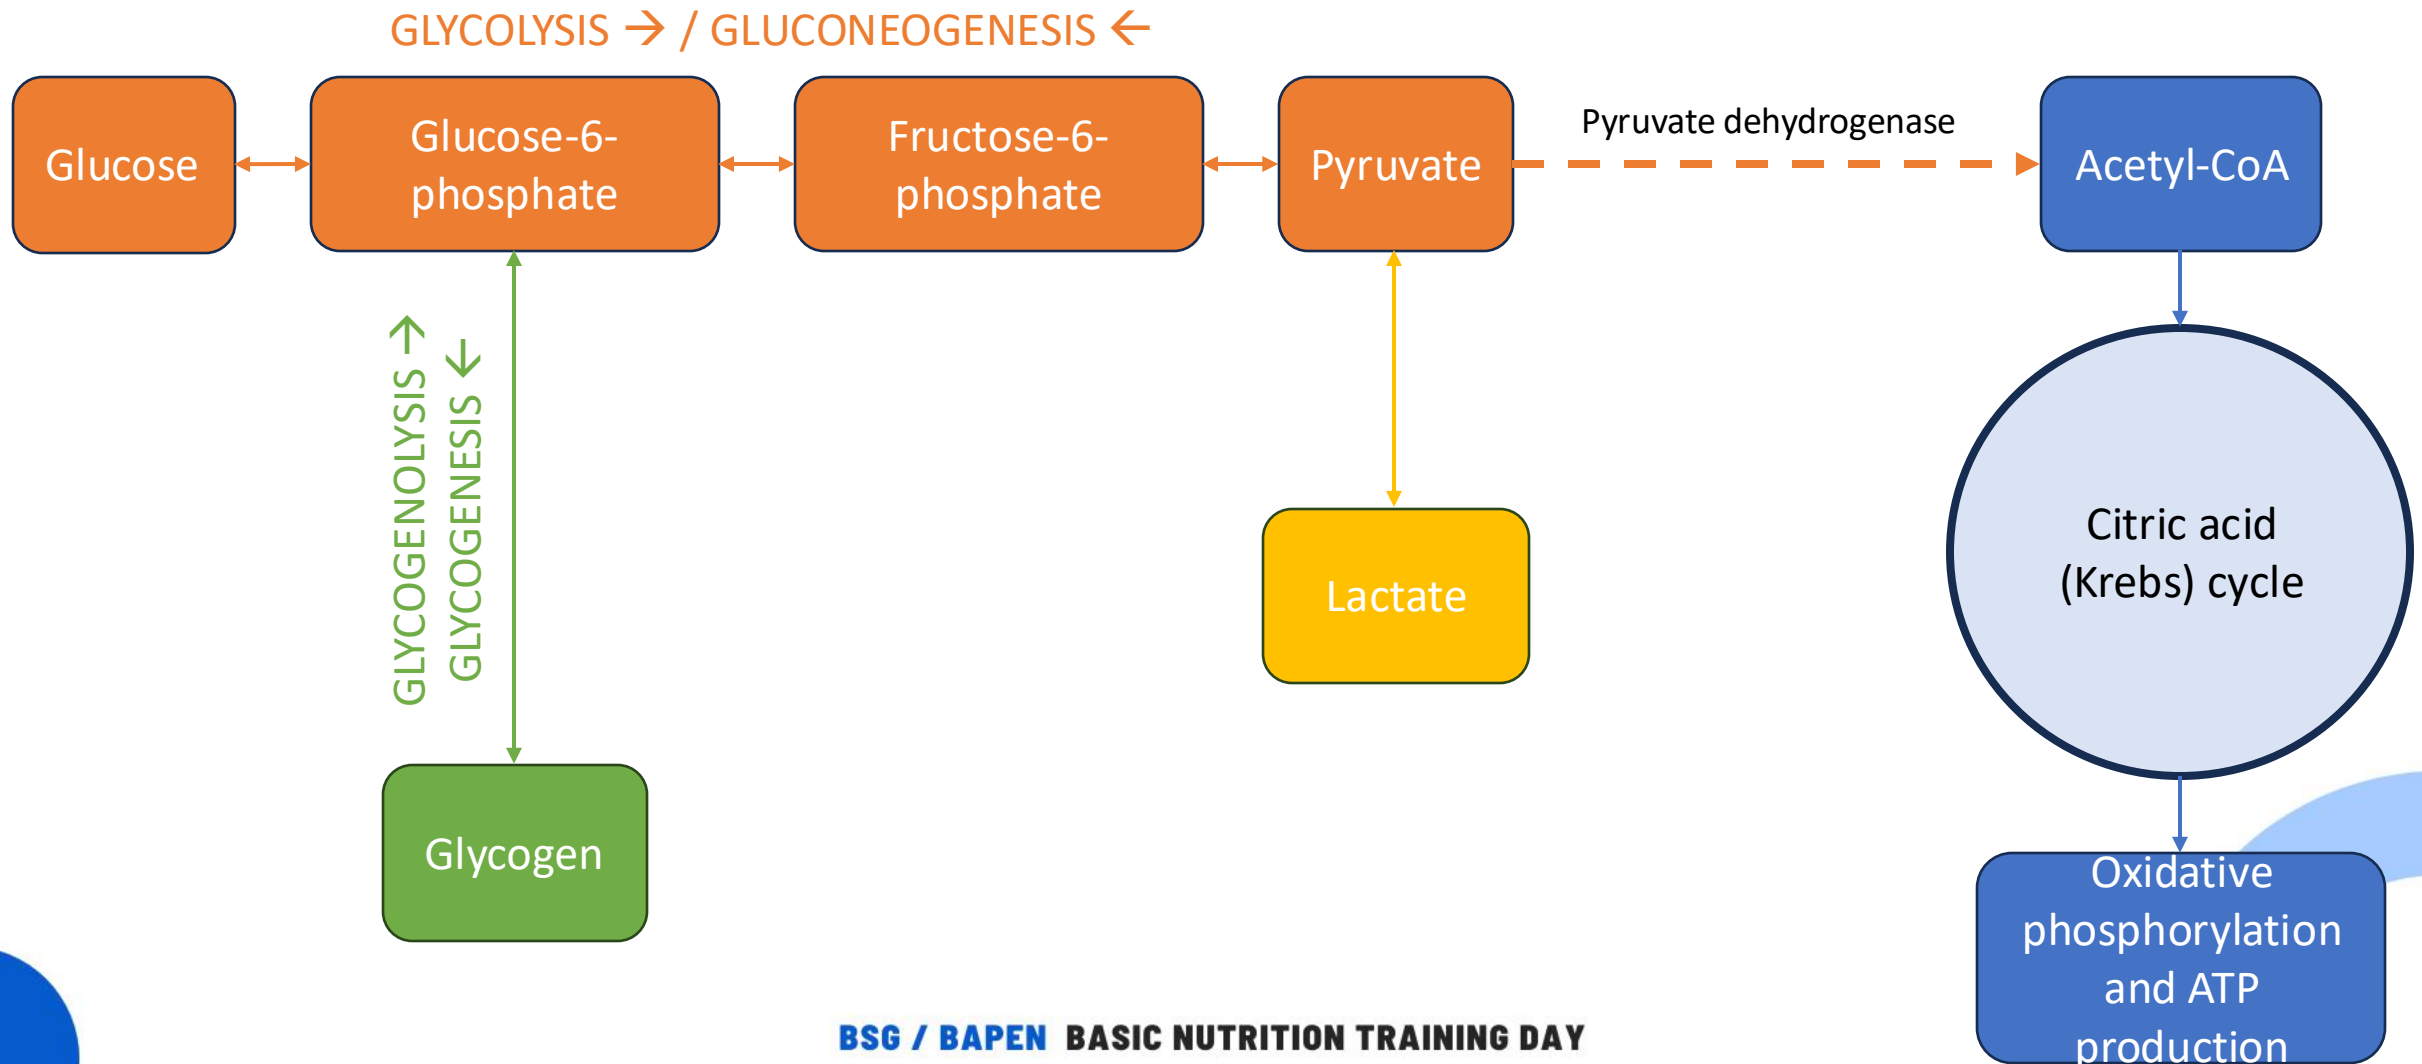 GLYCOLYSIS → / GLUCONEOGENESIS ←
Glucose
Glucose-6-
phosphate
Fructose-6-
phosphate
Pyruvate
Pyruvate dehydrogenase
Acetyl-CoA
GLYCOGENOLYSIS →
GLYCOGENESIS ←
Lactate
Citric acid
(Krebs) cycle
Glycogen
Oxidative
phosphorylation
and ATP
production
BSG / BAPEN BASIC NUTRITION TRAINING DAY